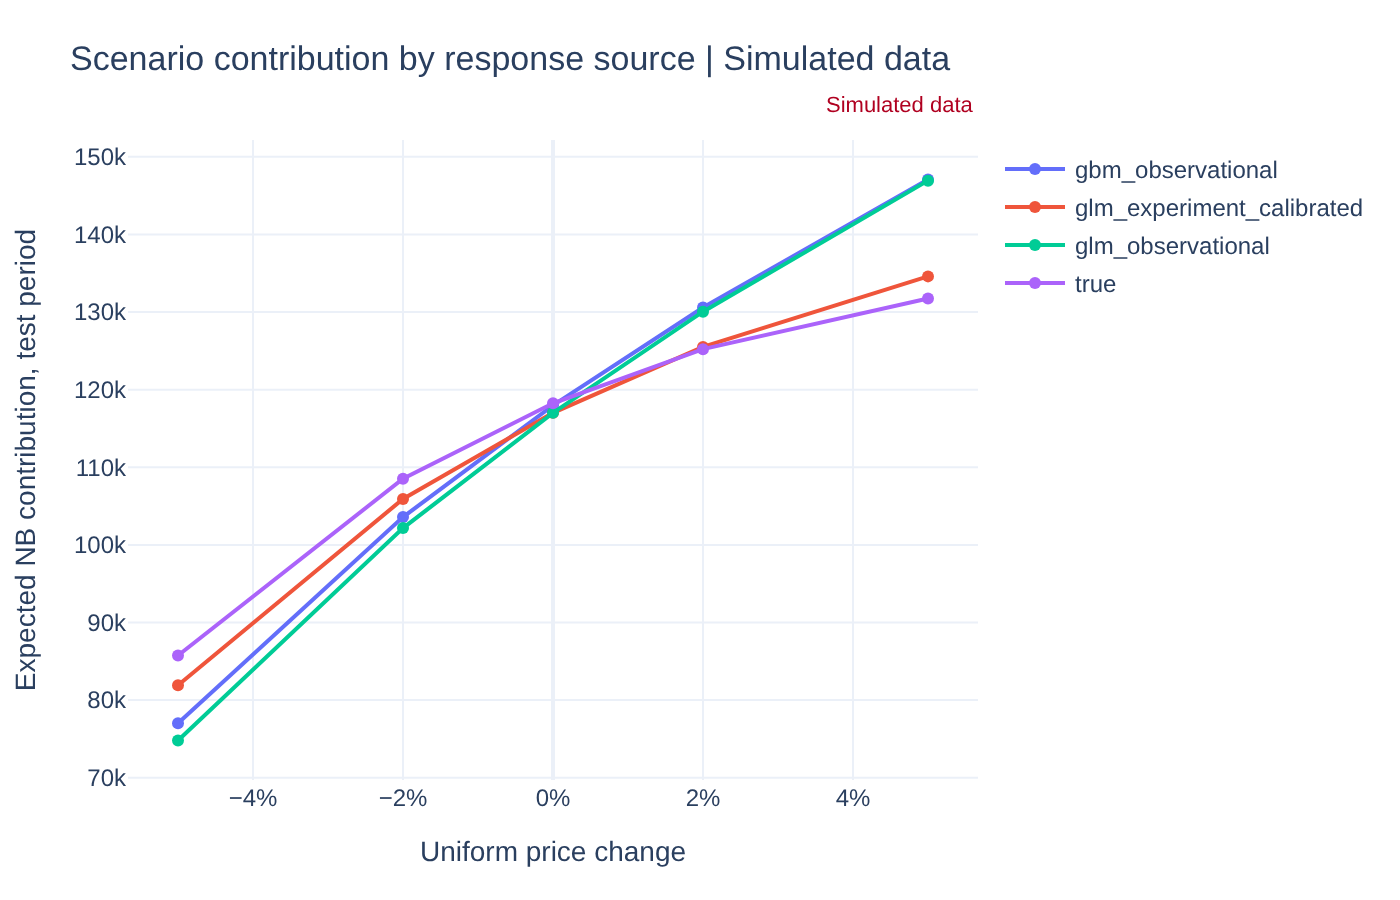 Scenario contribution by response source | Simulated data
Simulated data
Expected NB contribution, test period
150k
140k
130k
120k
110k
100k
90k
80k
70k
−4%
−2%
0%
2%
4%
Uniform price change
gbm_observational
glm_experiment_calibrated
glm_observational
true